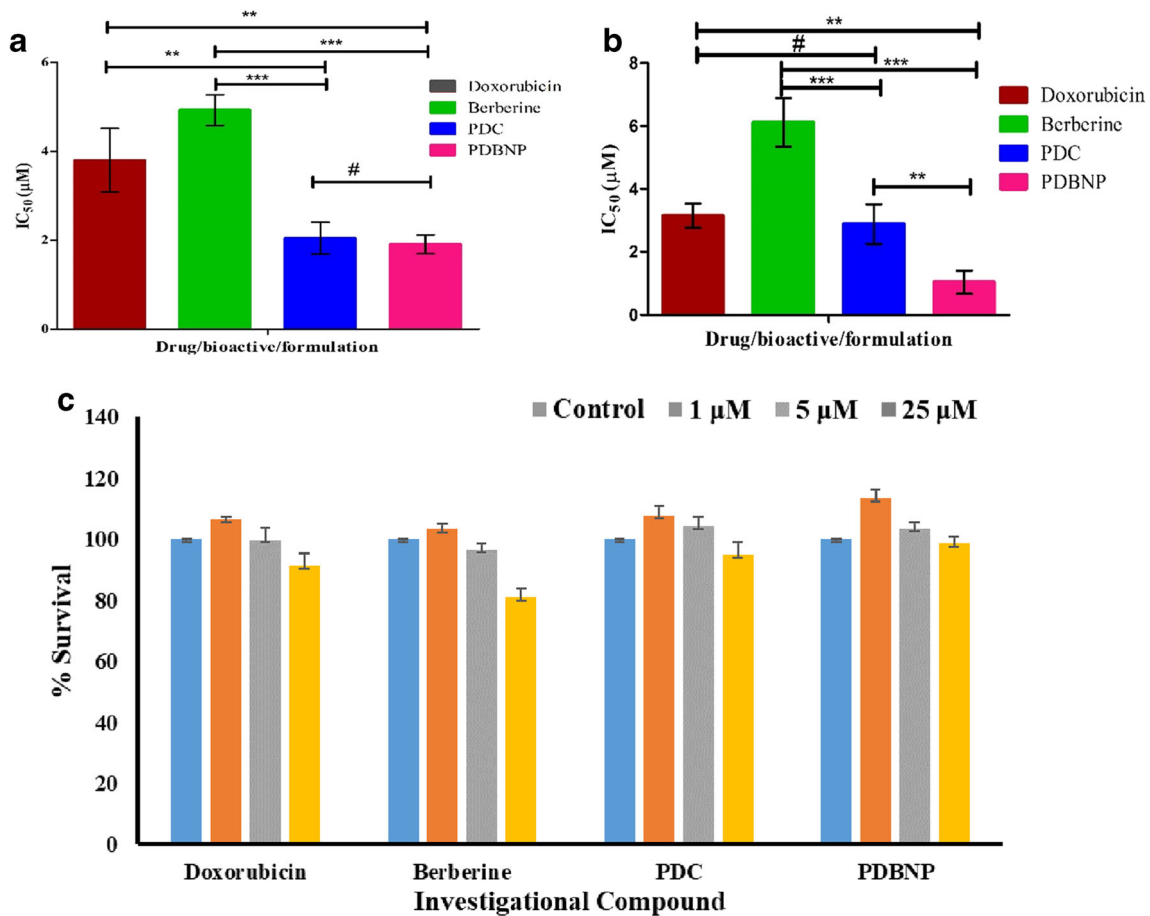 a
**
***
**
***
#
6
4
2
0
IC50 (μM)
Doxorubicin
Berberine
PDC
PDBNP
Drug/bioactive/formulation
b
**
#
***
***
**
8
6
4
2
0
IC50 (μM)
Doxorubicin
Berberine
PDC
PDBNP
Drug/bioactive/formulation
c
Control 1 μM 5 μM 25 μM
140
120
100
80
60
40
20
0
% Survival
Doxorubicin Berberine PDC PDBNP
Investigational Compound